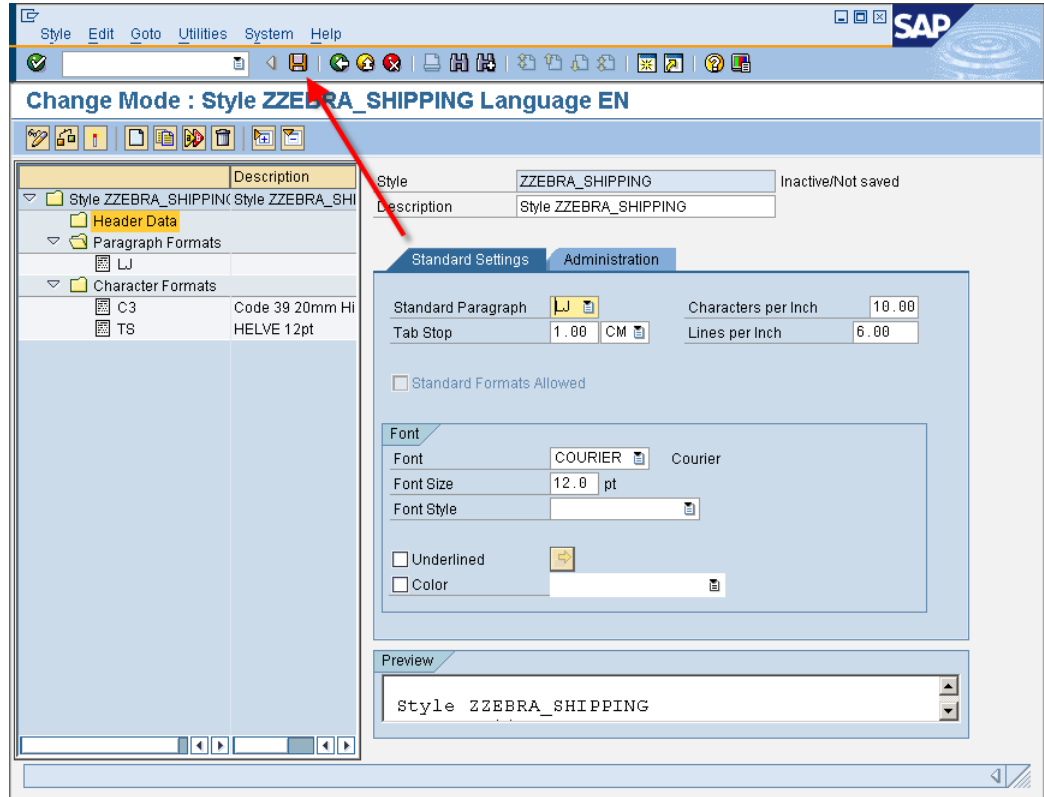 Style Edit Goto Utilities System Help
SAP
Change Mode : Style ZZEBRA_SHIPPING Language EN
Description
Style ZZEBRA_SHIPPIN( Style ZZEBRA_SHI
Header Data
Paragraph Formats
LJ
Character Formats
C3 Code 39 20mm Hi
TS HELVE 12pt
Style ZZEBRA_SHIPPING Inactive/Not saved
Description Style ZZEBRA_SHIPPING
Standard Settings Administration
Standard Paragraph LJ Characters per Inch 10.00
Tab Stop 1.00 CM Lines per Inch 6.00
Standard Formats Allowed
Font
Font COURIER Courier
Font Size 12.0 pt
Font Style
Underlined
Color
Preview
Style ZZEBRA_SHIPPING